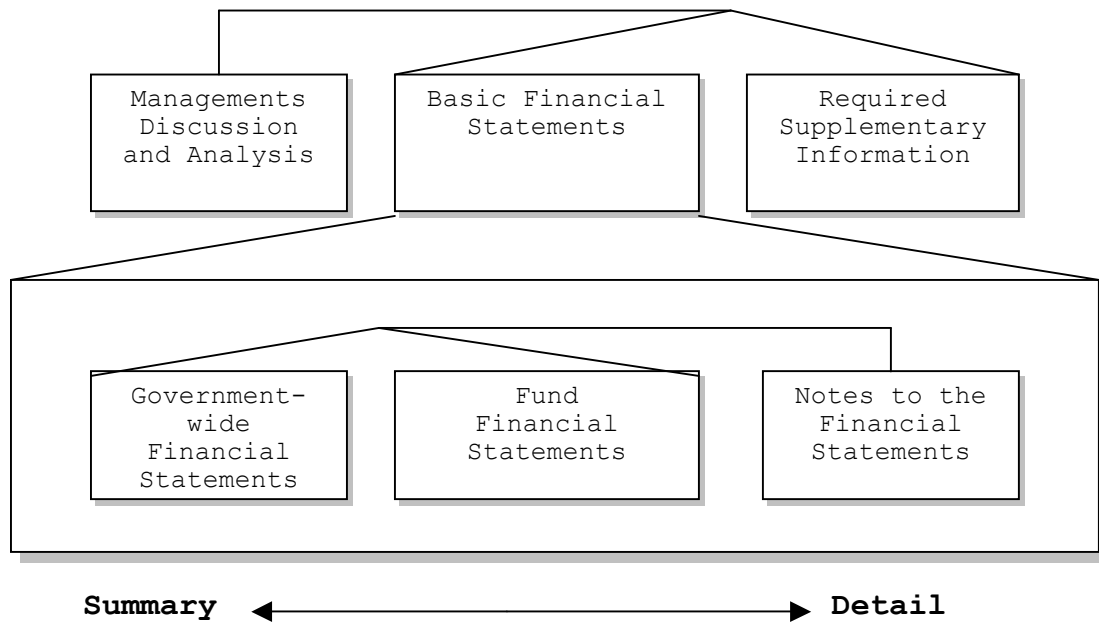 Managements
Discussion
and Analysis
Basic Financial
Statements
Required
Supplementary
Information
Government-
wide
Financial
Statements
Fund
Financial
Statements
Notes to the
Financial
Statements
Summary
Detail